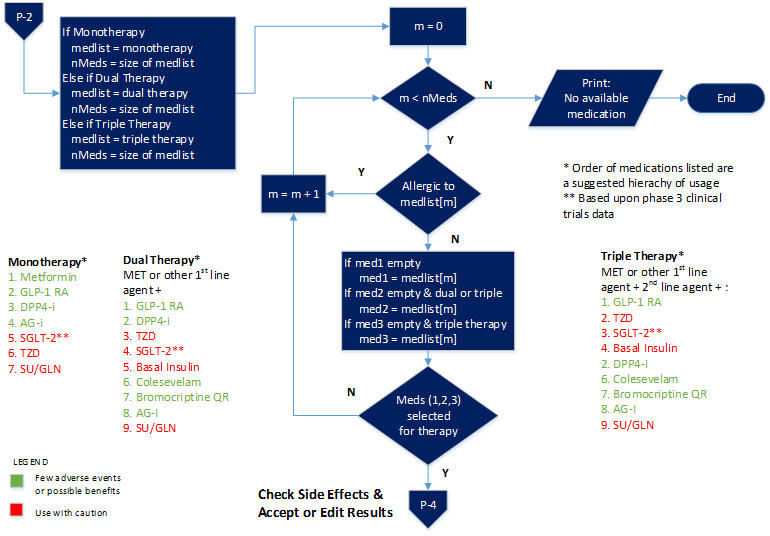 P-2
If Monotherapy
medlist = monotherapy
nMeds = size of medlist
Else if Dual Therapy
medlist = dual therapy
nMeds = size of medlist
Else if Triple Therapy
medlist = triple therapy
nMeds = size of medlist
m = 0
m < nMeds
N
Print:
No available
medication
End
Y
Allergic to
medlist[m]
Y
m = m + 1
N
* Order of medications listed are
a suggested hierachy of usage
** Based upon phase 3 clinical
trials data
If med1 empty
med1 = medlist[m]
If med2 empty & dual or triple
med2 = medlist[m]
If med3 empty & triple therapy
med3 = medlist[m]
Monotherapy*
1. Metformin
2. GLP-1 RA
3. DPP4-i
4. AG-i
5. SGLT-2**
6. TZD
7. SU/GLN
Dual Therapy*
MET or other 1st line
agent +
1. GLP-1 RA
2. DPP4-i
3. TZD
4. SGLT-2**
5. Basal Insulin
6. Colesevelam
7. Bromocriptine QR
8. AG-I
9. SU/GLN
Triple Therapy*
MET or other 1st line
agent + 2nd line agent + :
1. GLP-1 RA
2. TZD
3. SGLT-2**
4. Basal Insulin
2. DPP4-i
6. Colesevelam
7. Bromocriptine QR
8. AG-I
9. SU/GLN
N
Meds (1,2,3)
selected
for therapy
Y
P-4
Check Side Effects &
Accept or Edit Results
LEGEND
Few adverse events
or possible benefits
Use with caution